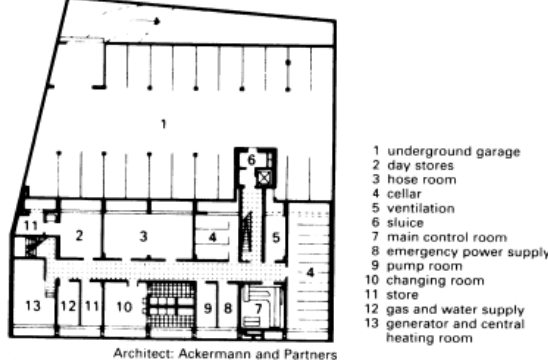 1
6
11
2
3
4
5
4
13
12
11
10
9
8
7
1 underground garage
2 day stores
3 hose room
4 cellar
5 ventilation
6 sluice
7 main control room
8 emergency power supply
9 pump room
10 changing room
11 store
12 gas and water supply
13 generator and central
heating room
Architect: Ackermann and Partners